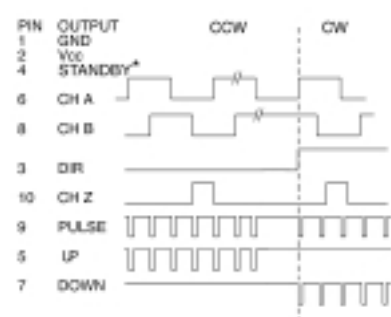 PIN OUTPUT CCW CW
1 GND
2 Vcc
4 STANDBY*
6 CH A
8 CH B
3 DIR
10 CH Z
9 PULSE
5 UP
7 DOWN